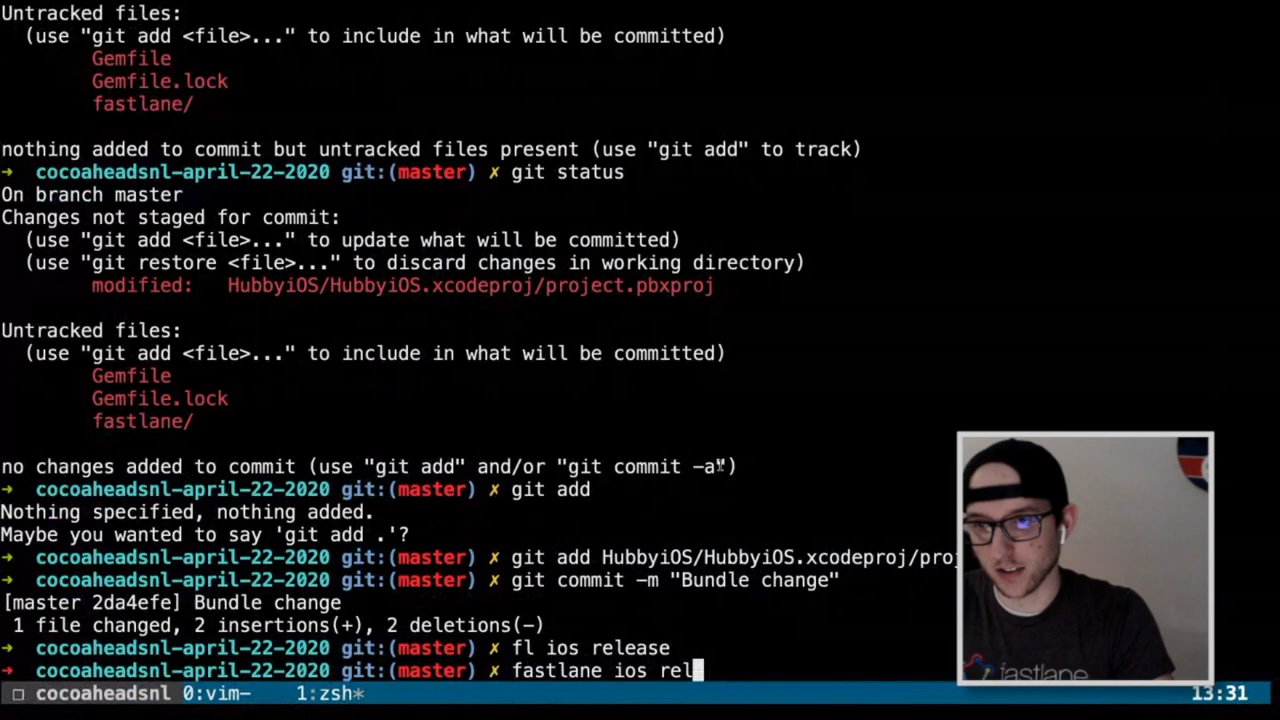 Untracked files:
(use "git add <file>..." to include in what will be committed)
Gemfile
Gemfile.lock
fastlane/
nothing added to commit but untracked files present (use "git add" to track)
→ cocoaheadsnl-april-22-2020 git:(master) ✗ git status
On branch master
Changes not staged for commit:
(use "git add <file>..." to update what will be committed)
(use "git restore <file>..." to discard changes in working directory)
modified: HubbyiOS/HubbyiOS.xcodeproj/project.pbxproj
Untracked files:
(use "git add <file>..." to include in what will be committed)
Gemfile
Gemfile.lock
fastlane/
no changes added to commit (use "git add" and/or "git commit -a")
→ cocoaheadsnl-april-22-2020 git:(master) ✗ git add
Nothing specified, nothing added.
Maybe you wanted to say 'git add .'?
→ cocoaheadsnl-april-22-2020 git:(master) ✗ git add HubbyiOS/HubbyiOS.xcodeproj/proj
→ cocoaheadsnl-april-22-2020 git:(master) ✗ git commit -m "Bundle change"
[master 2da4efe] Bundle change
1 file changed, 2 insertions(+), 2 deletions(-)
→ cocoaheadsnl-april-22-2020 git:(master) ✗ fl ios release
→ cocoaheadsnl-april-22-2020 git:(master) ✗ fastlane ios rel
fastlane
□ cocoaheadsnl 0:vim- 1:zsh* 13:31